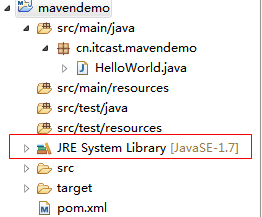 mavendemo
src/main/java
cn.itcast.mavendemo
HelloWorld.java
src/main/resources
src/test/java
src/test/resources
JRE System Library [JavaSE-1.7]
src
target
pom.xml